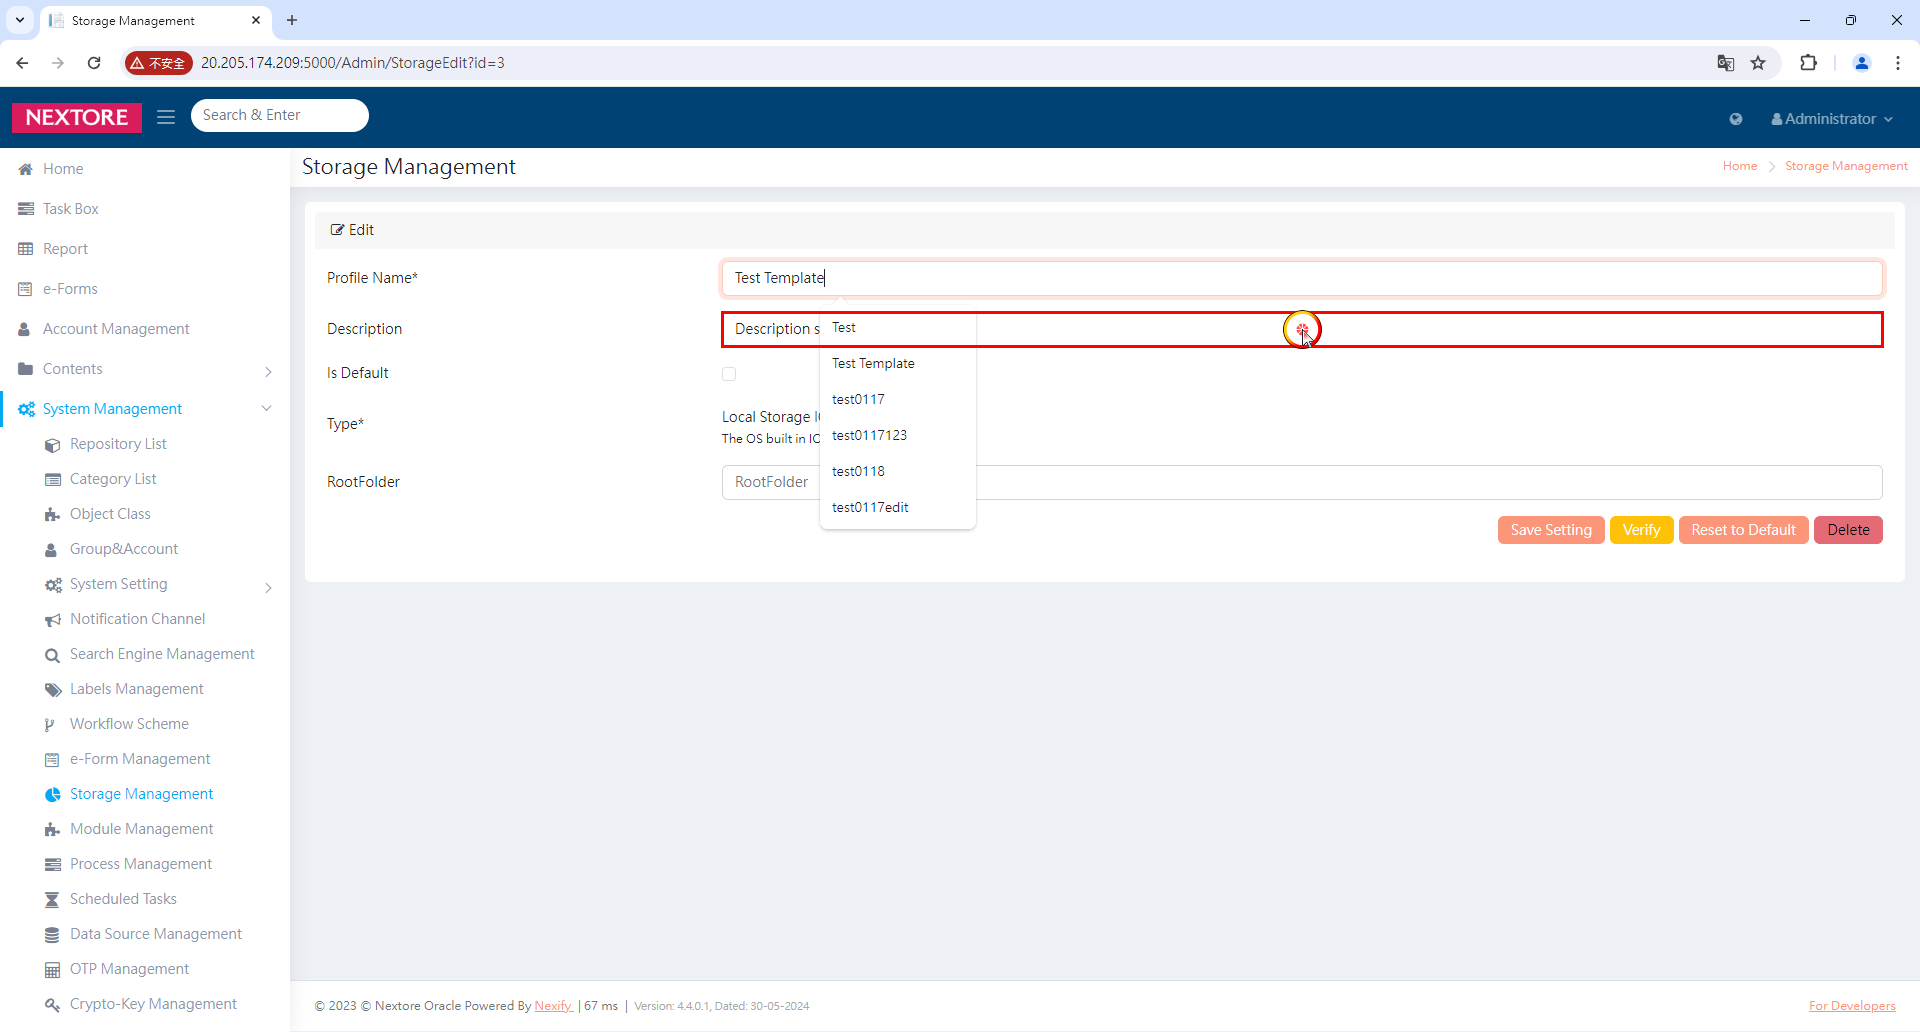 Storage Management
不安全
20.205.174.209:5000/Admin/StorageEdit?id=3
NEXTORE
Search & Enter
Administrator
Home
Task Box
Report
e-Forms
Account Management
Contents
System Management
Repository List
Category List
Object Class
Group&Account
System Setting
Notification Channel
Search Engine Management
Labels Management
Workflow Scheme
e-Form Management
Storage Management
Module Management
Process Management
Scheduled Tasks
Data Source Management
OTP Management
Crypto-Key Management
Storage Management
Home > Storage Management
Edit
Profile Name*
Test Template
Description
Description s
Test
Test Template
test0117
test0117123
test0118
test0117edit
Is Default
Type*
Local Storage I
The OS built in IO
RootFolder
RootFolder
Save Setting
Verify
Reset to Default
Delete
© 2023 © Nextore Oracle Powered By Nexify | 67 ms | Version: 4.4.0.1, Dated: 30-05-2024
For Developers